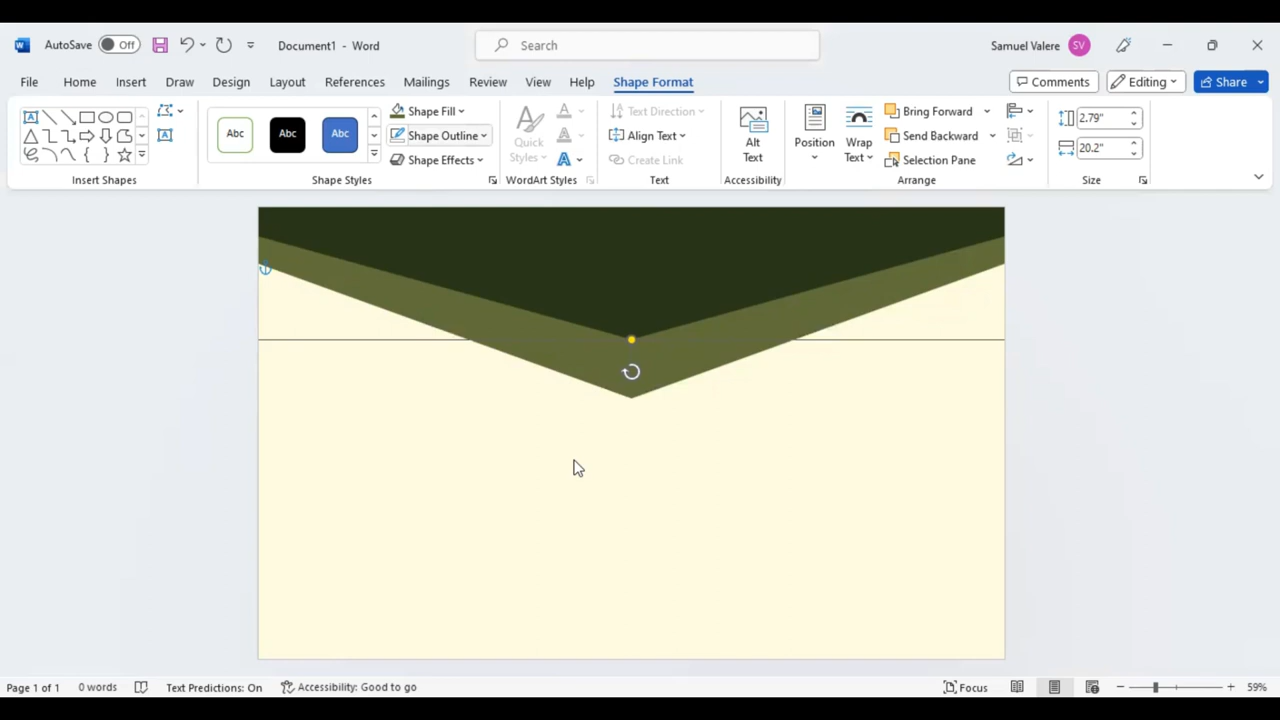 AutoSave Off Document1 - Word Search Samuel Valere SV
File Home Insert Draw Design Layout References Mailings Review View Help Shape Format Comments Editing Share
Abc Abc Abc
Shape Fill
Shape Outline
Shape Effects
Quick Styles
Text Direction
Align Text
Create Link
Alt Text
Position
Wrap Text
Bring Forward
Send Backward
Selection Pane
2.79"
20.2"
Insert Shapes Shape Styles WordArt Styles Text Accessibility Arrange Size
Page 1 of 1 0 words Text Predictions: On Accessibility: Good to go Focus 59%